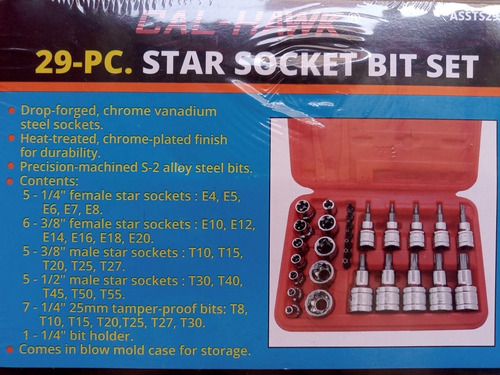 CAL-HAWK
ASSTS29
29-PC. STAR SOCKET BIT SET
• Drop-forged, chrome vanadium
steel sockets.
• Heat-treated, chrome-plated finish
for durability.
• Precision-machined S-2 alloy steel bits.
• Contents:
5 - 1/4" female star sockets : E4, E5,
E6, E7, E8.
6 - 3/8" female star sockets : E10, E12,
E14, E16, E18, E20.
5 - 3/8" male star sockets : T10, T15,
T20, T25, T27.
5 - 1/2" male star sockets : T30, T40,
T45, T50, T55.
7 - 1/4" 25mm tamper-proof bits: T8,
T10, T15, T20,T25, T27, T30.
1 - 1/4" bit holder.
• Comes in blow mold case for storage.